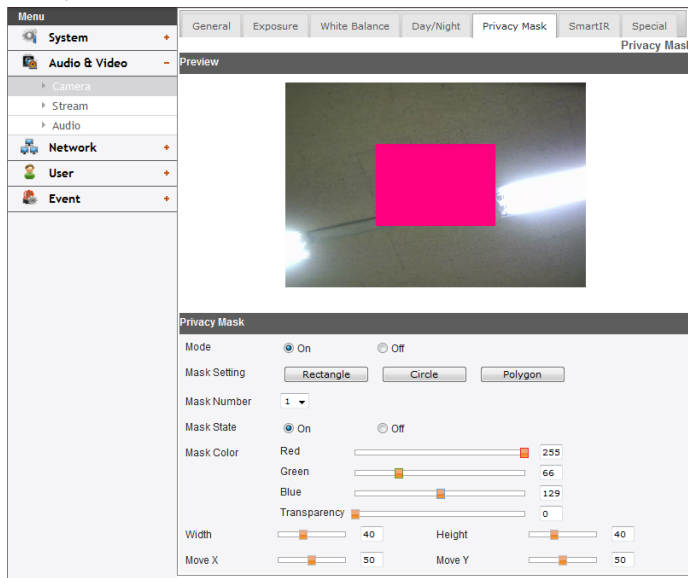 Menu
System
Audio & Video
Camera
Stream
Audio
Network
User
Event
General Exposure White Balance Day/Night Privacy Mask SmartIR Special
Privacy Mask
Preview
Privacy Mask
Mode On Off
Mask Setting Rectangle Circle Polygon
Mask Number 1
Mask State On Off
Mask Color Red 255
Green 66
Blue 129
Transparency 0
Width 40 Height 40
Move X 50 Move Y 50